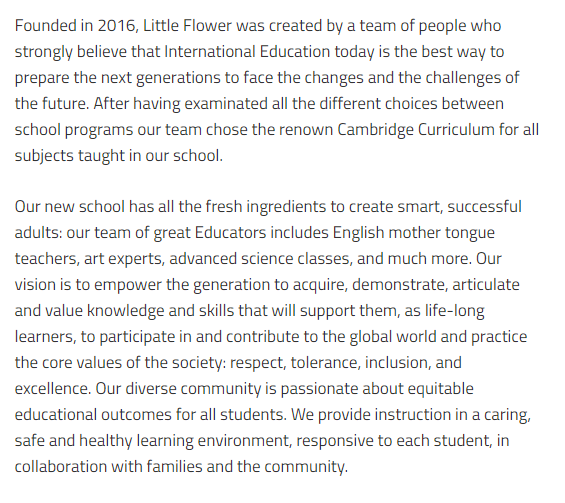 Founded in 2016, Little Flower was created by a team of people who
strongly believe that International Education today is the best way to
prepare the next generations to face the changes and the challenges of
the future. After having examinated all the different choices between
school programs our team chose the renown Cambridge Curriculum for all
subjects taught in our school.
Our new school has all the fresh ingredients to create smart, successful
adults: our team of great Educators includes English mother tongue
teachers, art experts, advanced science classes, and much more. Our
vision is to empower the generation to acquire, demonstrate, articulate
and value knowledge and skills that will support them, as life-long
learners, to participate in and contribute to the global world and practice
the core values of the society: respect, tolerance, inclusion, and
excellence. Our diverse community is passionate about equitable
educational outcomes for all students. We provide instruction in a caring,
safe and healthy learning environment, responsive to each student, in
collaboration with families and the community.